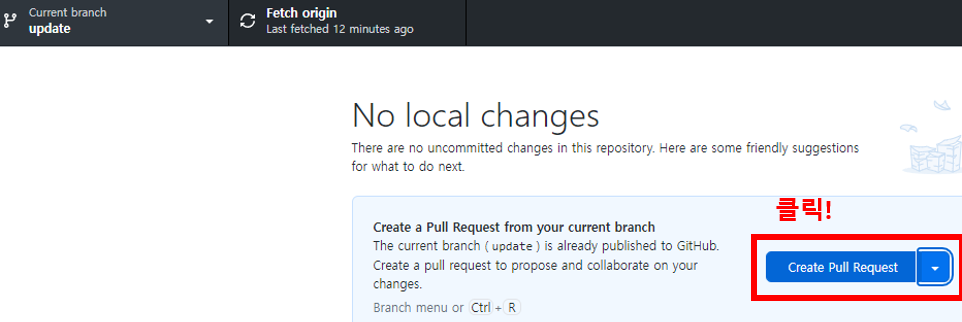 Current branch
update
Fetch origin
Last fetched 12 minutes ago
No local changes
There are no uncommitted changes in this repository. Here are some friendly suggestions
for what to do next.
클릭!
Create a Pull Request from your current branch
The current branch (update) is already published to GitHub.
Create a pull request to propose and collaborate on your
changes.
Branch menu or Ctrl + R
Create Pull Request